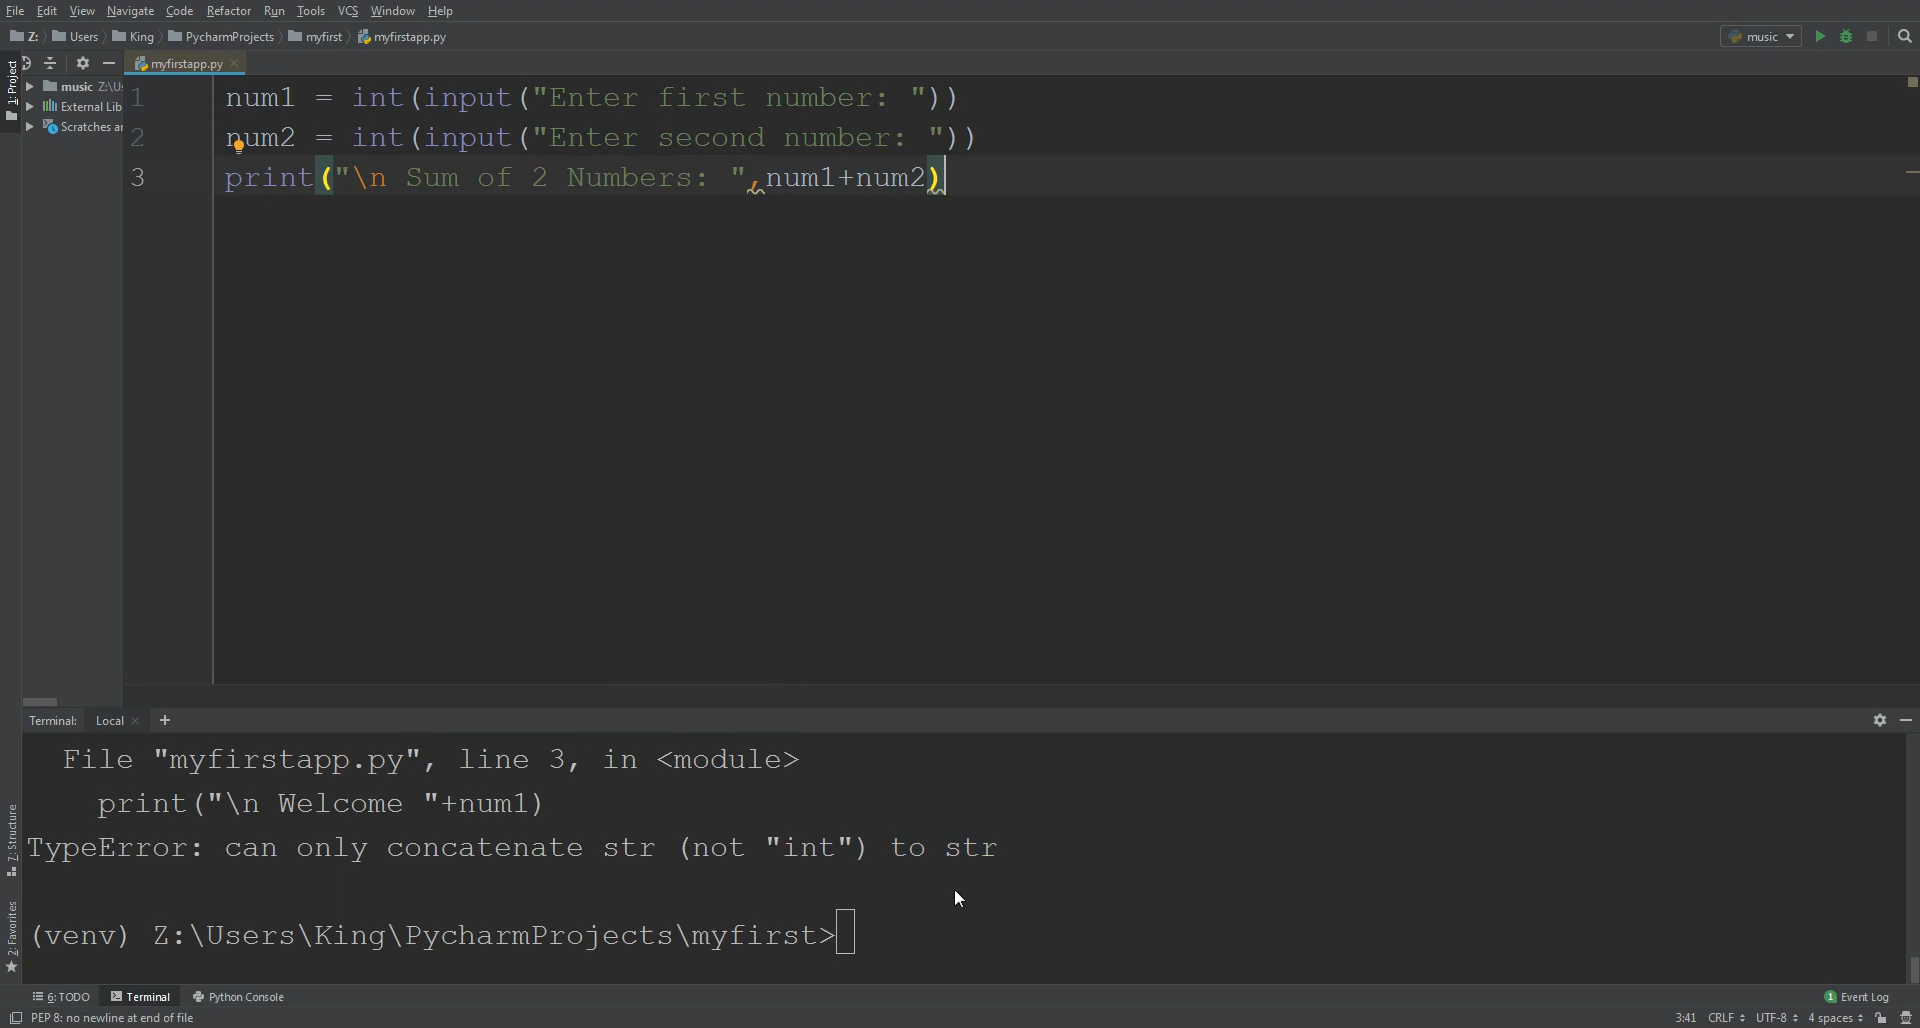 File Edit View Navigate Code Refactor Run Tools VCS Window Help
Z: Users King PycharmProjects myfirst myfirstapp.py music
1: Project
myfirstapp.py
music Z:\U
External Lib
Scratches a
1 num1 = int(input("Enter first number: "))
2 num2 = int(input("Enter second number: "))
3 print("\n Sum of 2 Numbers: ",num1+num2)
Terminal: Local +
File "myfirstapp.py", line 3, in <module>
print("\n Welcome "+num1)
TypeError: can only concatenate str (not "int") to str
(venv) Z:\Users\King\PycharmProjects\myfirst>
Z: Structure
2: Favorites
6: TODO Terminal Python Console 1 Event Log
PEP 8: no newline at end of file 3:41 CRLF UTF-8 4 spaces